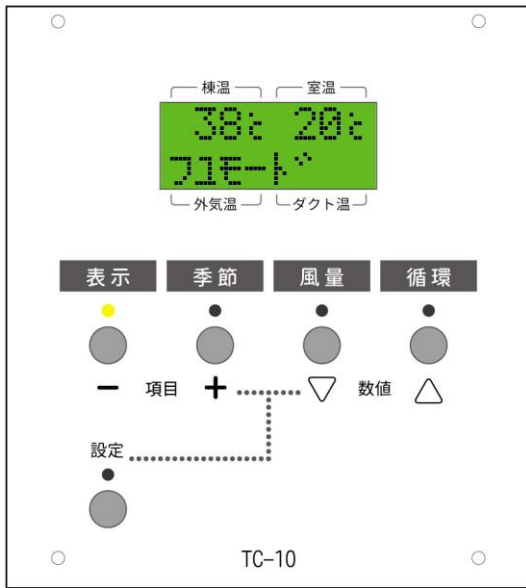 棟温 室温
38℃ 20℃
フユモード
外気温 ダクト温
表示 季節 風量 循環
− 項目 + ▽ 数値 △
設定
TC-10